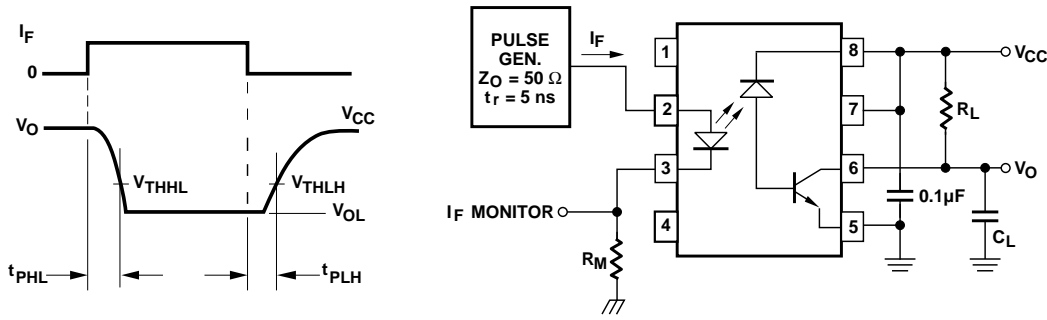 IF
0
VO
VCC
VTHHL
VTHLH
VOL
tPHL
tPLH
PULSE
GEN.
ZO = 50 Ω
tr = 5 ns
IF
1
2
3
4
8
7
6
5
IF MONITOR
RM
VCC
RL
VO
0.1µF
CL